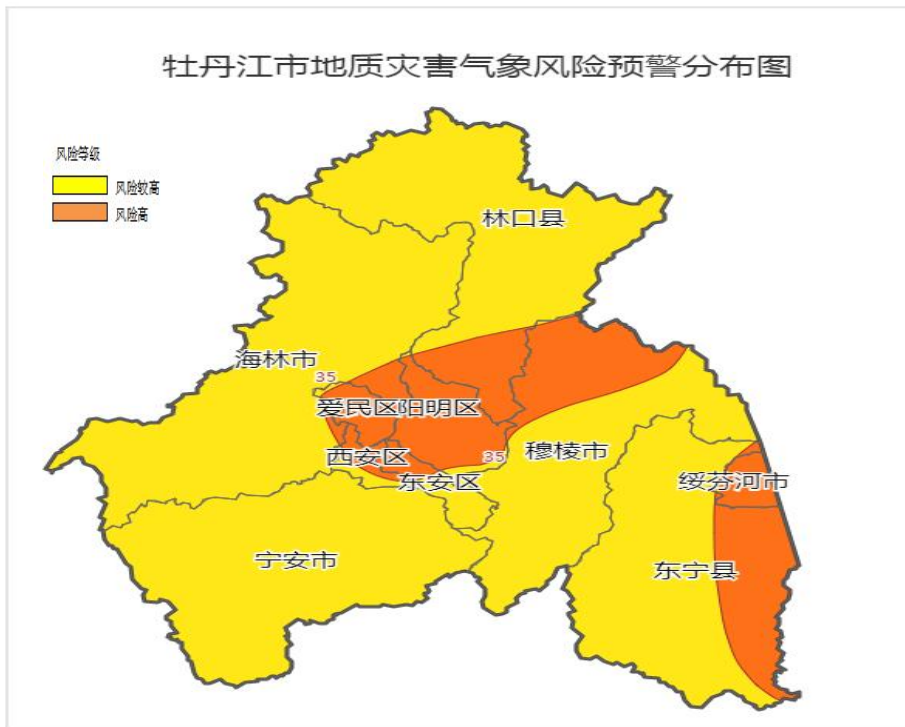 牡丹江市地质灾害气象风险预警分布图
风险等级
风险较高
风险高
林口县
海林市
35
爱民区阳明区
西安区
35
穆棱市
东安区
绥芬河市
宁安市
东宁县